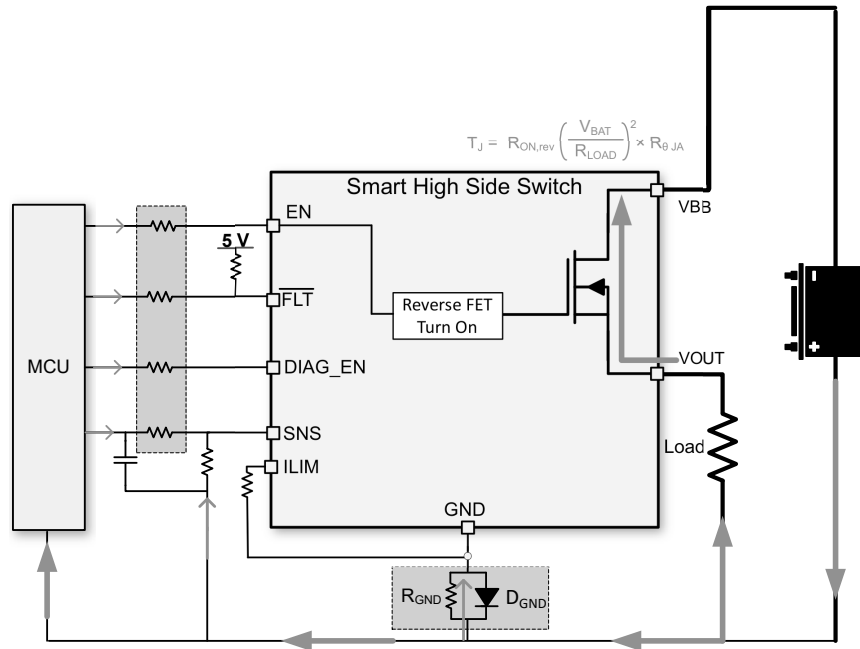 T_J = R_ON,rev (V_BAT / R_LOAD)² × R_θJA
Smart High Side Switch
VBB
EN
5 V
FLT
Reverse FET
Turn On
MCU
VOUT
DIAG_EN
SNS
Load
ILIM
GND
R_GND
D_GND
-
+